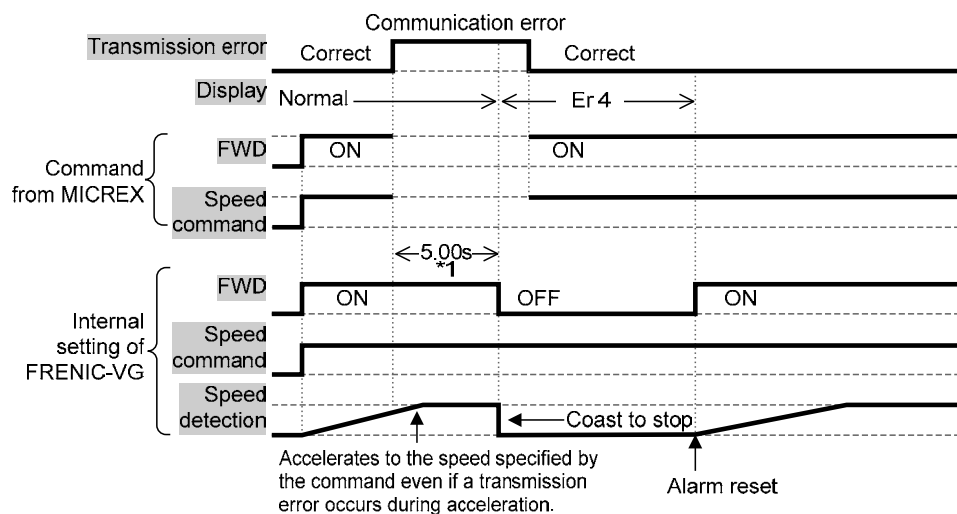 Communication error
Transmission error
Correct
Correct
Display
Normal
Er 4
Command
from MICREX
FWD
ON
ON
Speed
command
5.00s
*1
Internal
setting of
FRENIC-VG
FWD
ON
OFF
ON
Speed
command
Speed
detection
Coast to stop
Accelerates to the speed specified by
the command even if a transmission
error occurs during acceleration.
Alarm reset